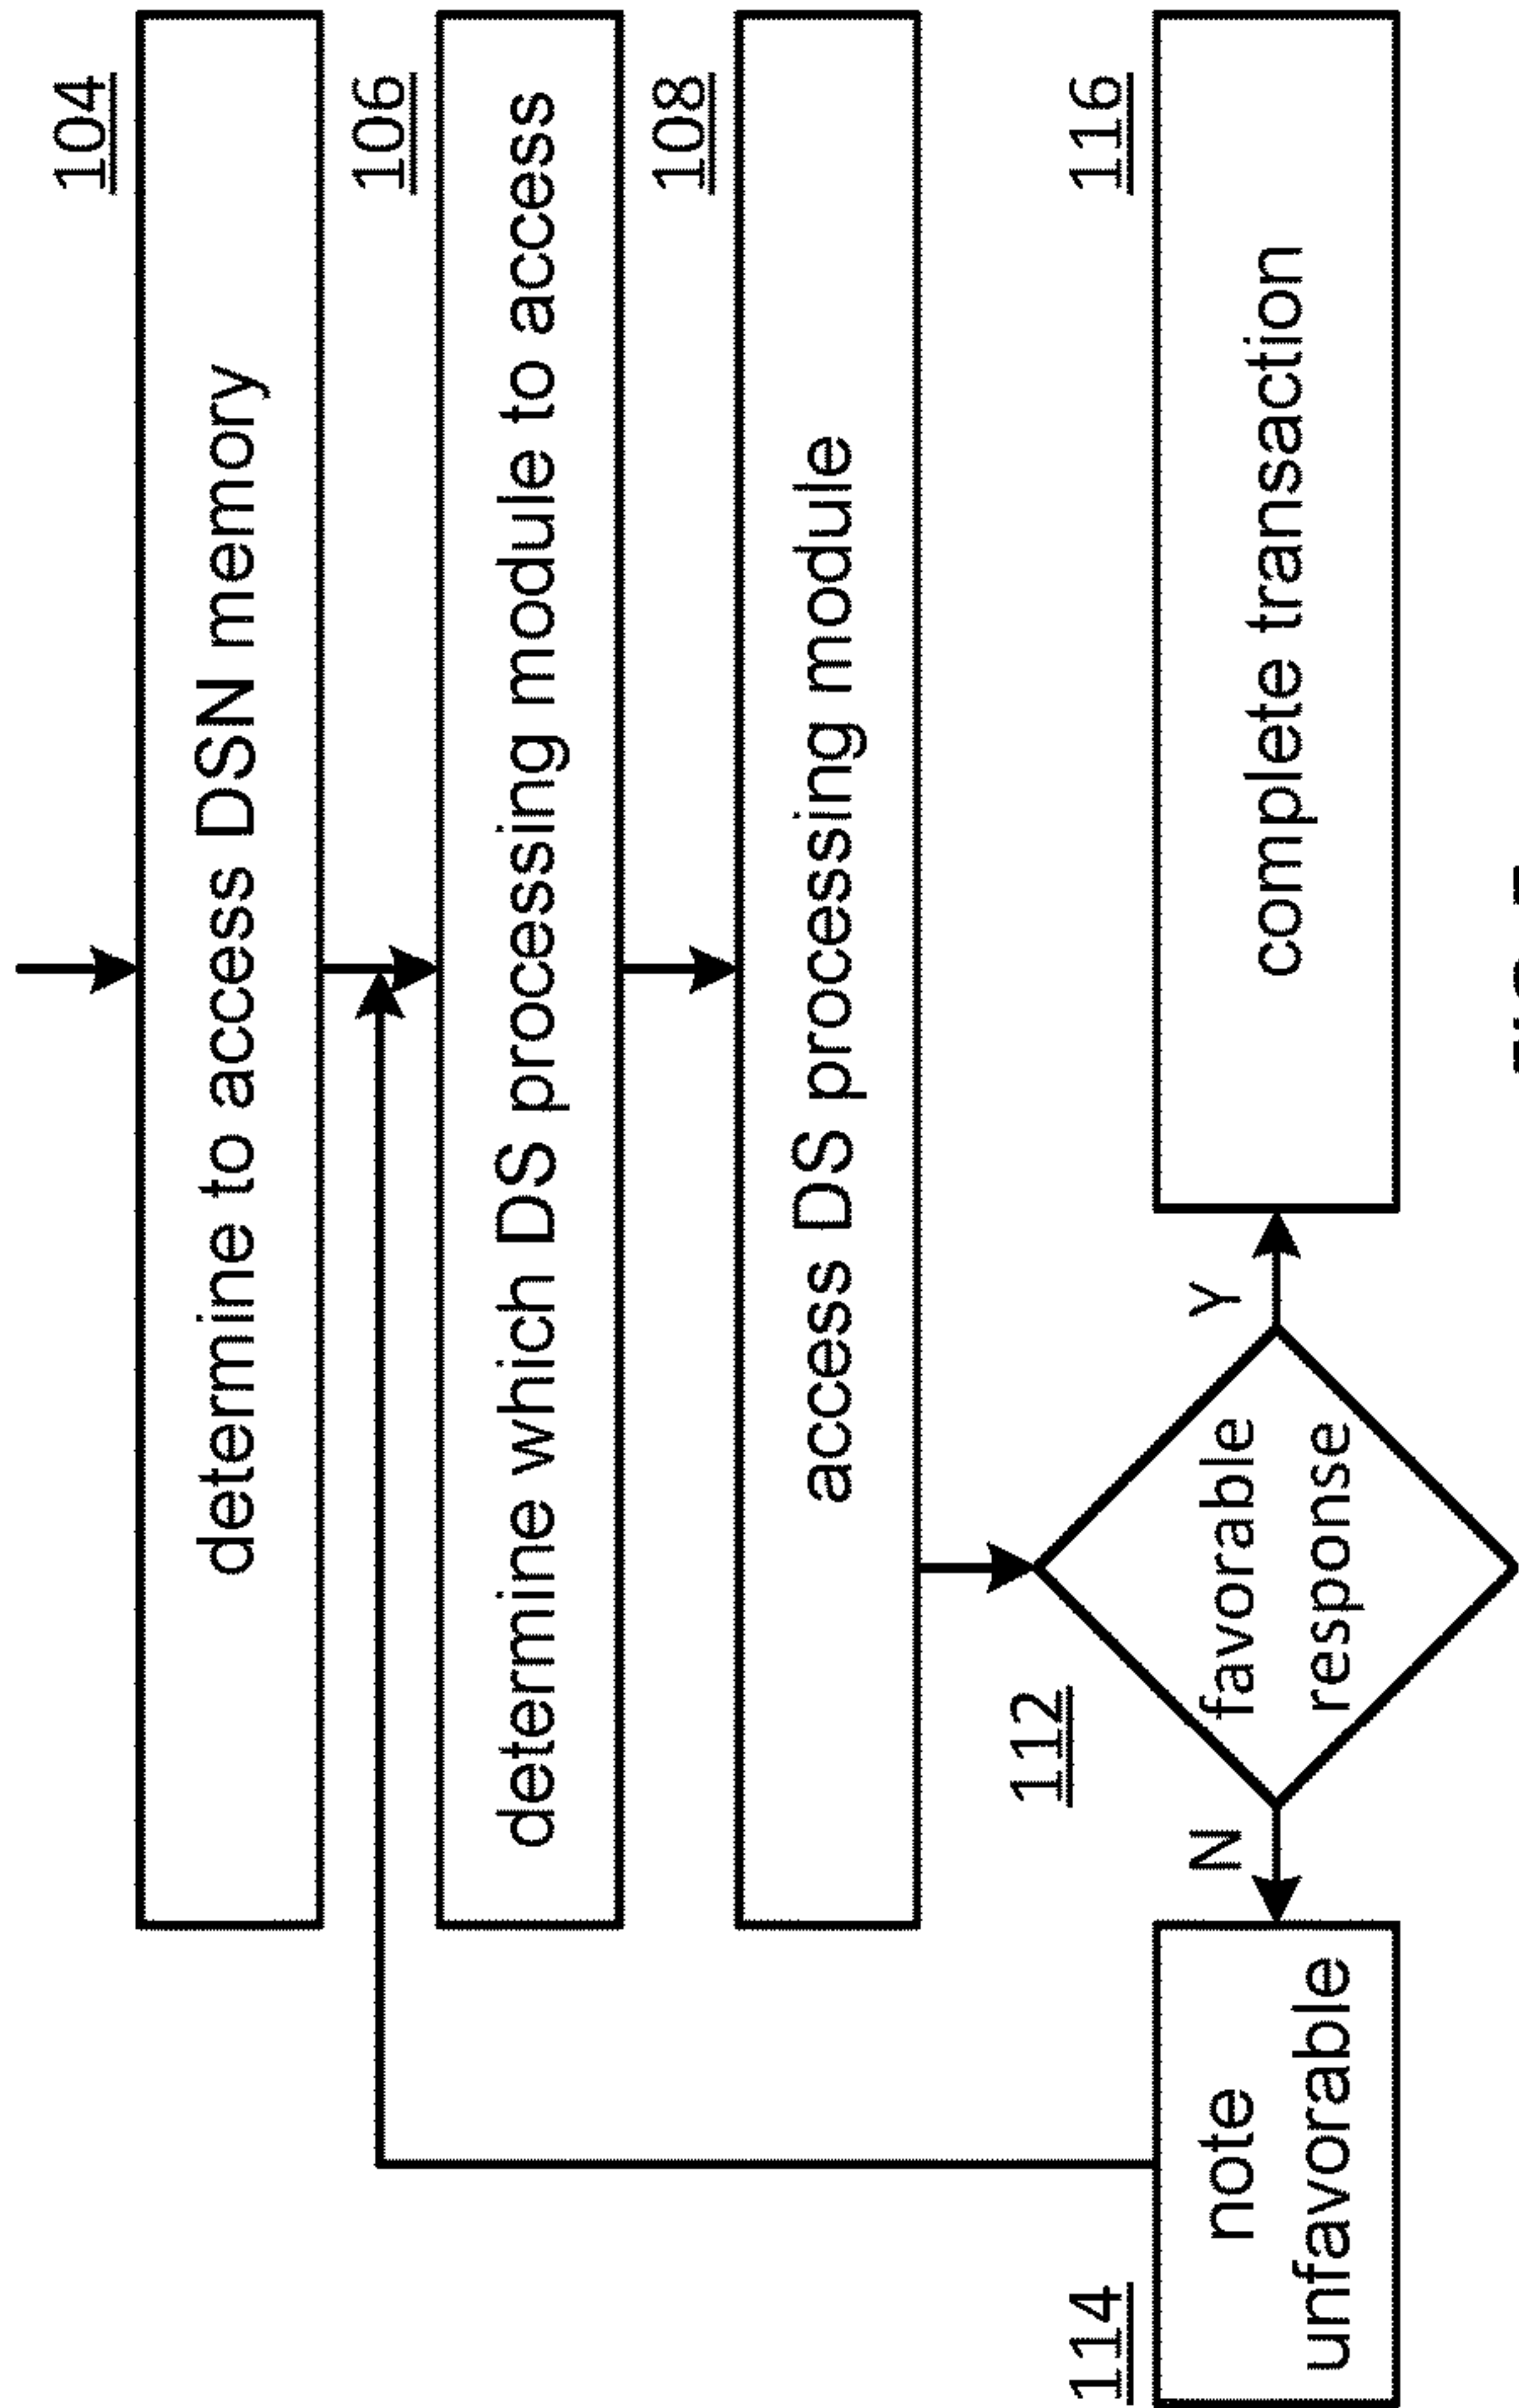 104
determine to access DSN memory
106
determine which DS processing module to access
108
access DS processing module
112
favorable
response
N
Y
114
note
unfavorable
116
complete transaction